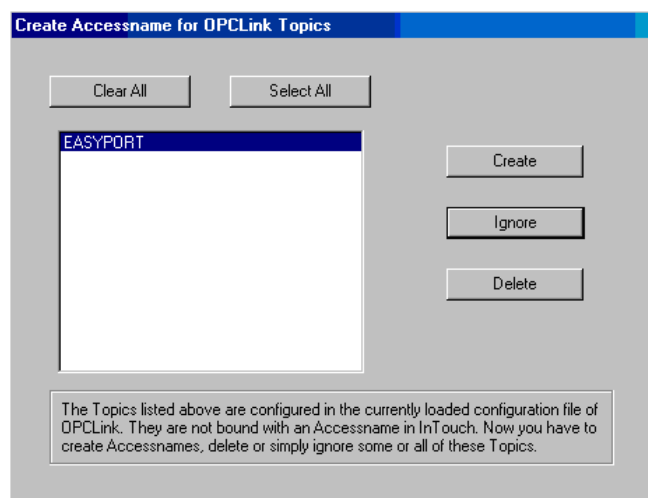 Create Accessname for OPCLink Topics
Clear All
Select All
EASYPORT
Create
Ignore
Delete
The Topics listed above are configured in the currently loaded configuration file of
OPCLink. They are not bound with an Accessname in InTouch. Now you have to
create Accessnames, delete or simply ignore some or all of these Topics.